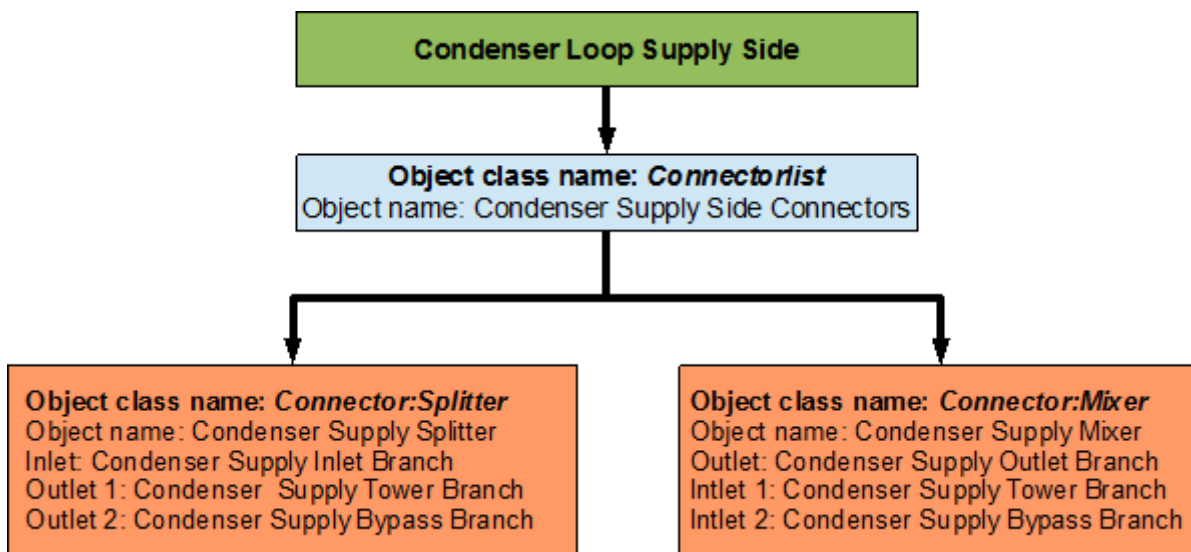 Condenser Loop Supply Side
Object class name: Connectorlist
Object name: Condenser Supply Side Connectors
Object class name: Connector:Splitter
Object name: Condenser Supply Splitter
Inlet: Condenser Supply Inlet Branch
Outlet 1: Condenser  Supply Tower Branch
Outlet 2: Condenser Supply Bypass Branch
Object class name: Connector:Mixer
Object name: Condenser Supply Mixer
Outlet: Condenser Supply Outlet Branch
Intlet 1: Condenser Supply Tower Branch
Intlet 2: Condenser Supply Bypass Branch